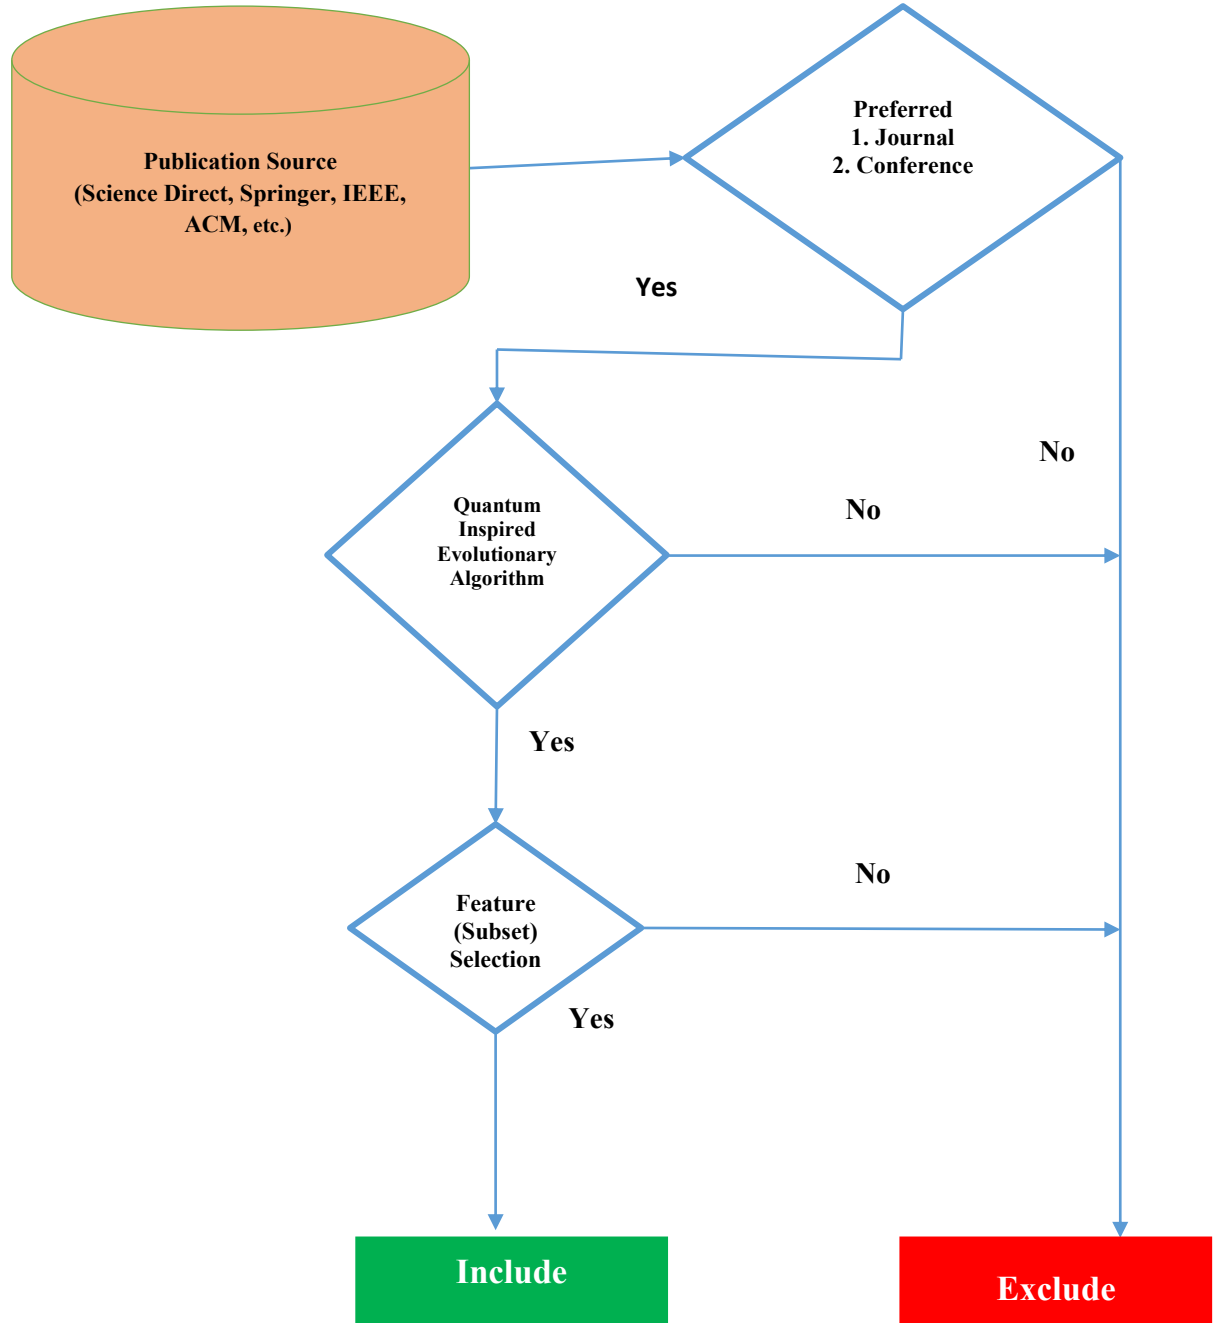 Publication Source
(Science Direct, Springer, IEEE,
ACM, etc.)
Preferred
1. Journal
2. Conference
Yes
No
Quantum
Inspired
Evolutionary
Algorithm
No
Yes
Feature
(Subset)
Selection
No
Yes
Include
Exclude